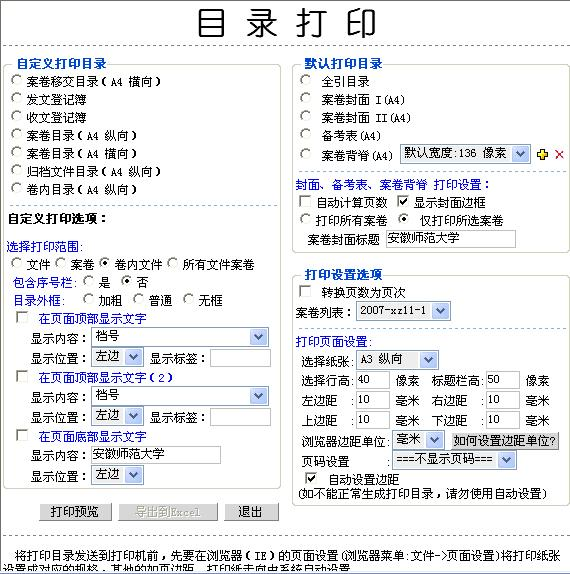 目 录 打 印
自定义打印目录
案卷移交目录(A4 横向)
发文登记簿
收文登记簿
案卷目录(A4 纵向)
案卷目录(A4 横向)
归档文件目录(A4 纵向)
卷内目录(A4 纵向)
自定义打印选项：
选择打印范围:
文件 案卷 卷内文件 所有文件案卷
包含序号栏: 是 否
目录外框: 加粗 普通 无框
在页面顶部显示文字
显示内容: 档号
显示位置: 左边 显示标签:
在页面顶部显示文字(2)
显示内容: 档号
显示位置: 左边 显示标签:
在页面底部显示文字
显示内容: 安徽师范大学
显示位置: 左边
打印预览 导出到Excel 退出
默认打印目录
全引目录
案卷封面 I(A4)
案卷封面 II(A4)
备考表(A4)
案卷背脊(A4) 默认宽度:136 像素
封面、备考表、案卷背脊 打印设置：
自动计算页数 显示封面边框
打印所有案卷 仅打印所选案卷
案卷封面标题 安徽师范大学
打印设置选项
转换页数为页次
案卷列表: 2007-xz11-1
打印页面设置:
选择纸张: A3 纵向
选择行高: 40 像素 标题栏高: 50 像素
左边距 : 10 毫米 右边距 : 10 毫米
上边距 : 10 毫米 下边距 : 10 毫米
浏览器边距单位: 毫米 如何设置边距单位?
页码设置 : ===不显示页码===
自动设置边距
(如不能正常生成打印目录,请勿使用自动设置)
将打印目录发送到打印机前，先要在浏览器(IE)的页面设置(浏览器菜单:文件->页面设置)将打印纸张
设置成对应的规格，其他的如页边距、打印纸走向由系统自动设置